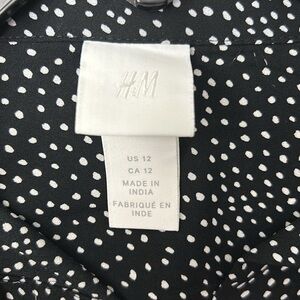 H&M
US 12
CA 12
MADE IN
INDIA
FABRIQUÉ EN
INDE